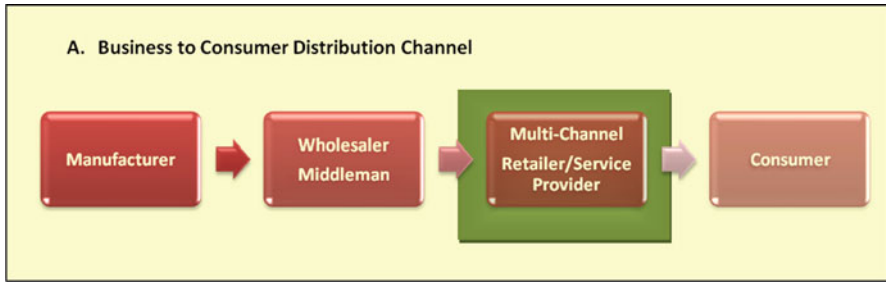 A. Business to Consumer Distribution Channel
Manufacturer
Wholesaler
Middleman
Multi-Channel
Retailer/Service
Provider
Consumer